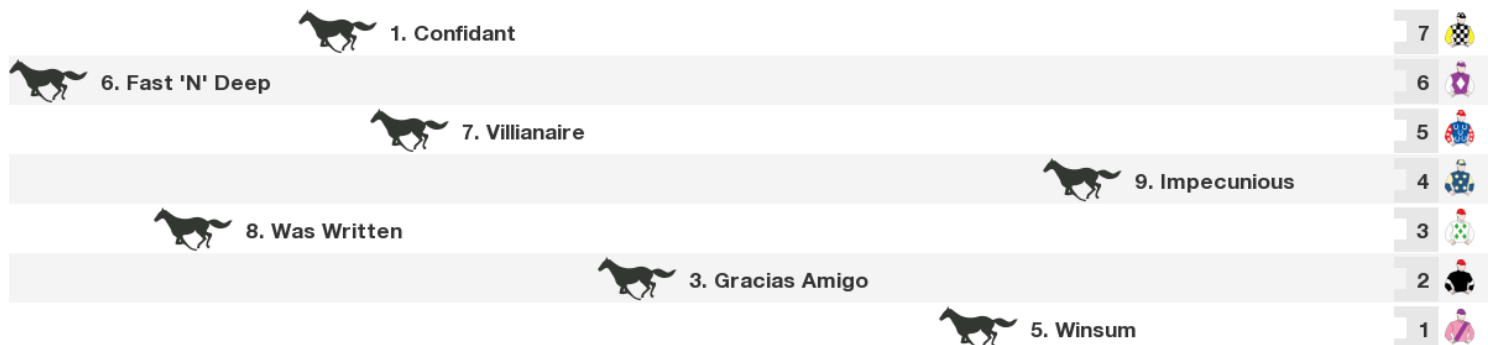 1. Confidant 7
6. Fast 'N' Deep 6
7. Villianaire 5
9. Impecunious 4
8. Was Written 3
3. Gracias Amigo 2
5. Winsum 1